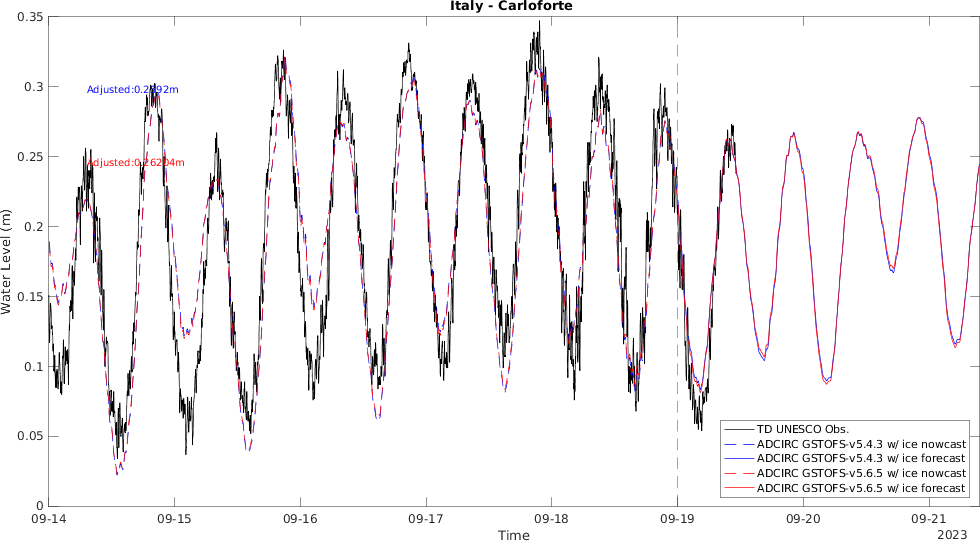 Italy - Carloforte
0.35
0.3
0.25
0.2
0.15
0.1
0.05
0
Water Level (m)
Adjusted:0.2492m
Adjusted:0.26204m
TD UNESCO Obs.
ADCIRC GSTOFS-v5.4.3 w/ ice nowcast
ADCIRC GSTOFS-v5.4.3 w/ ice forecast
ADCIRC GSTOFS-v5.6.5 w/ ice nowcast
ADCIRC GSTOFS-v5.6.5 w/ ice forecast
09-14 09-15 09-16 09-17 09-18 09-19 09-20 09-21
Time
2023